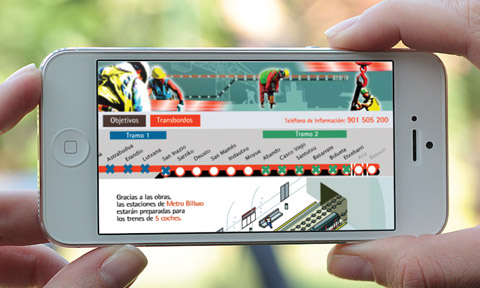 Objetivos
Transbordos
Teléfono de Información: 901 505 200
Tramo 1
Tramo 2
Astrabudua
Erandio
Lutxana
San Inazio
Sarriko
Deusto
San Mamés
Indautxu
Moyua
Abando
Casco Viejo
Santutxu
Basarrate
Bolueta
Etxebarri
Gracias a las obras,
las estaciones de Metro Bilbao
estarán preparadas para
los trenes de 5 coches.